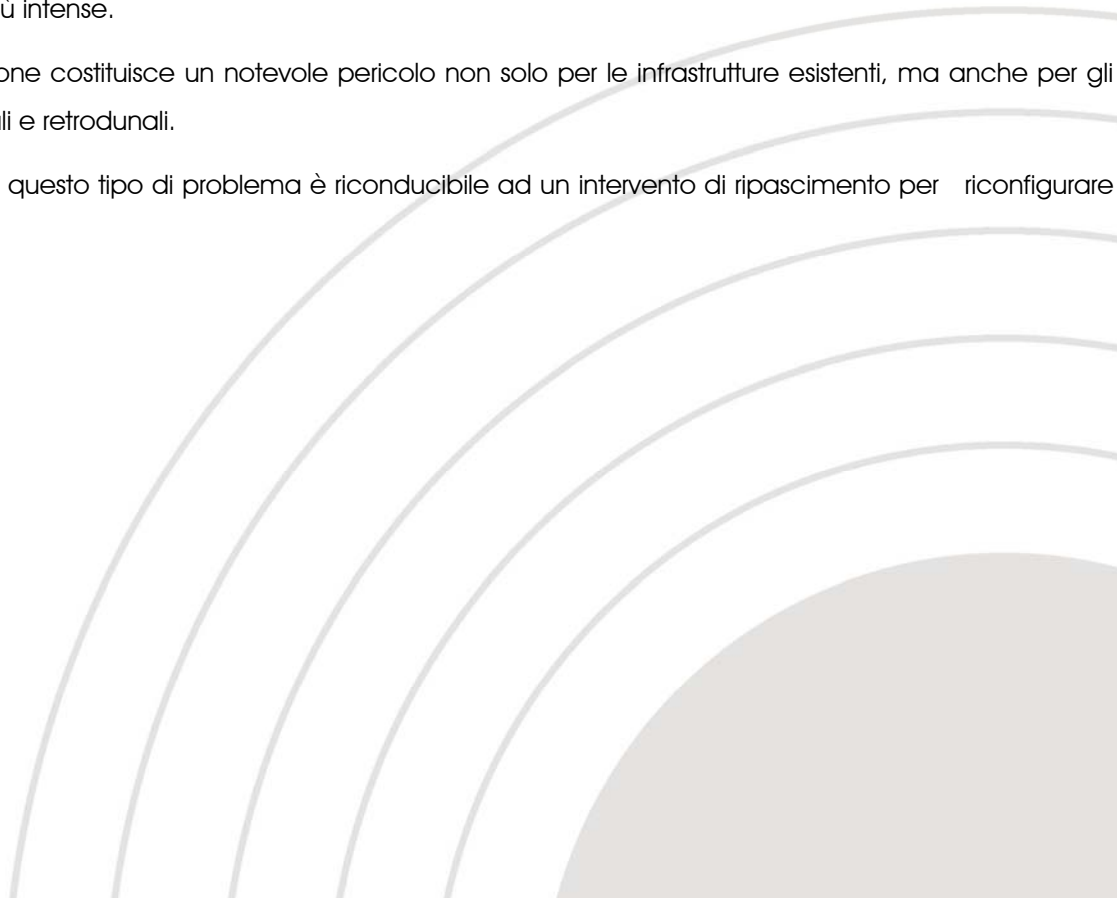 ù intense.
one costituisce un notevole pericolo non solo per le infrastrutture esistenti, ma anche per gli
li e retrodunali.
questo tipo di problema è riconducibile ad un intervento di ripascimento per riconfigurare